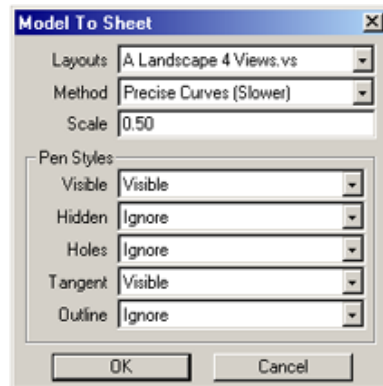 Model To Sheet
Layouts A Landscape 4 Views.vs
Method Precise Curves (Slower)
Scale 0.50
Pen Styles
Visible Visible
Hidden Ignore
Holes Ignore
Tangent Visible
Outline Ignore
OK Cancel